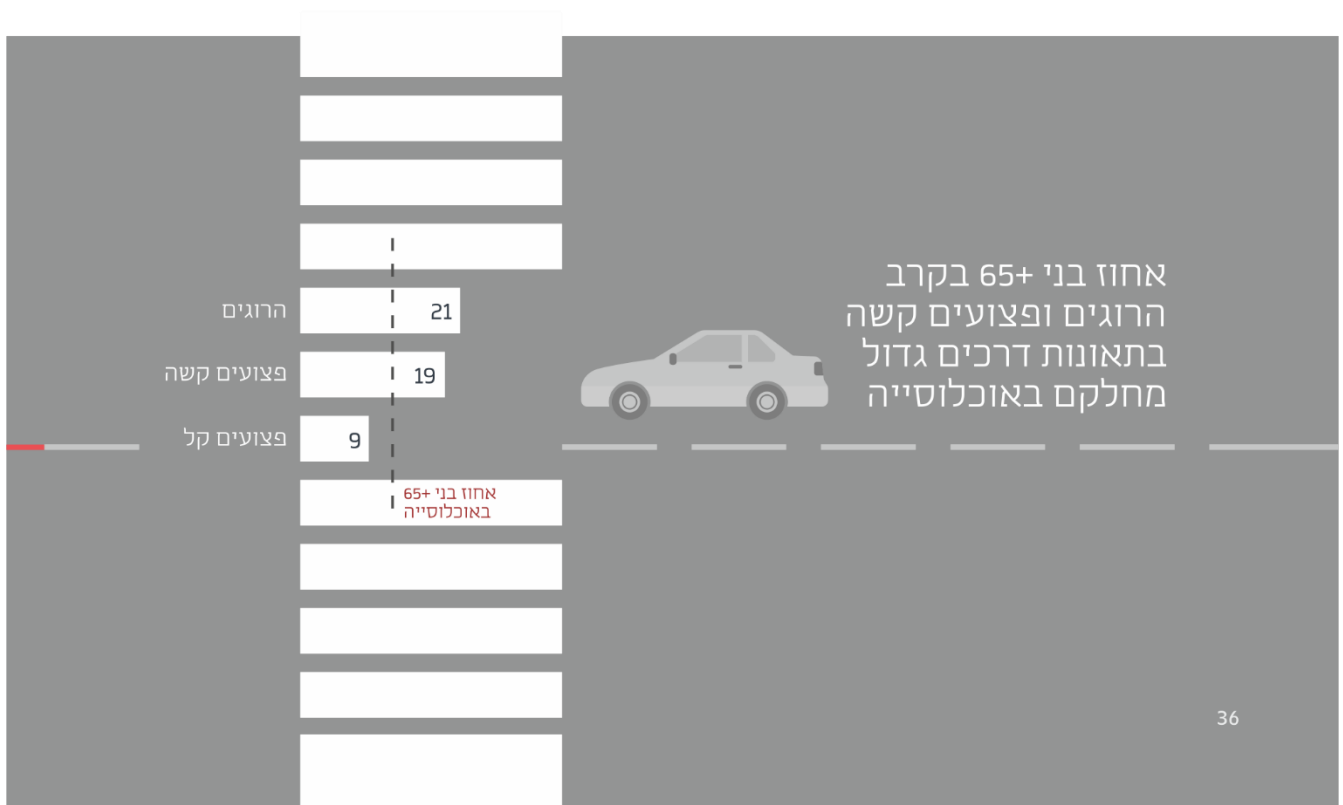 אחוז בני +65 בקרב
הרוגים ופצועים קשה
בתאונות דרכים גדול
מחלקם באוכלוסייה
הרוגים
21
פצועים קשה
19
פצועים קל
9
אחוז בני +65
באוכלוסייה
36